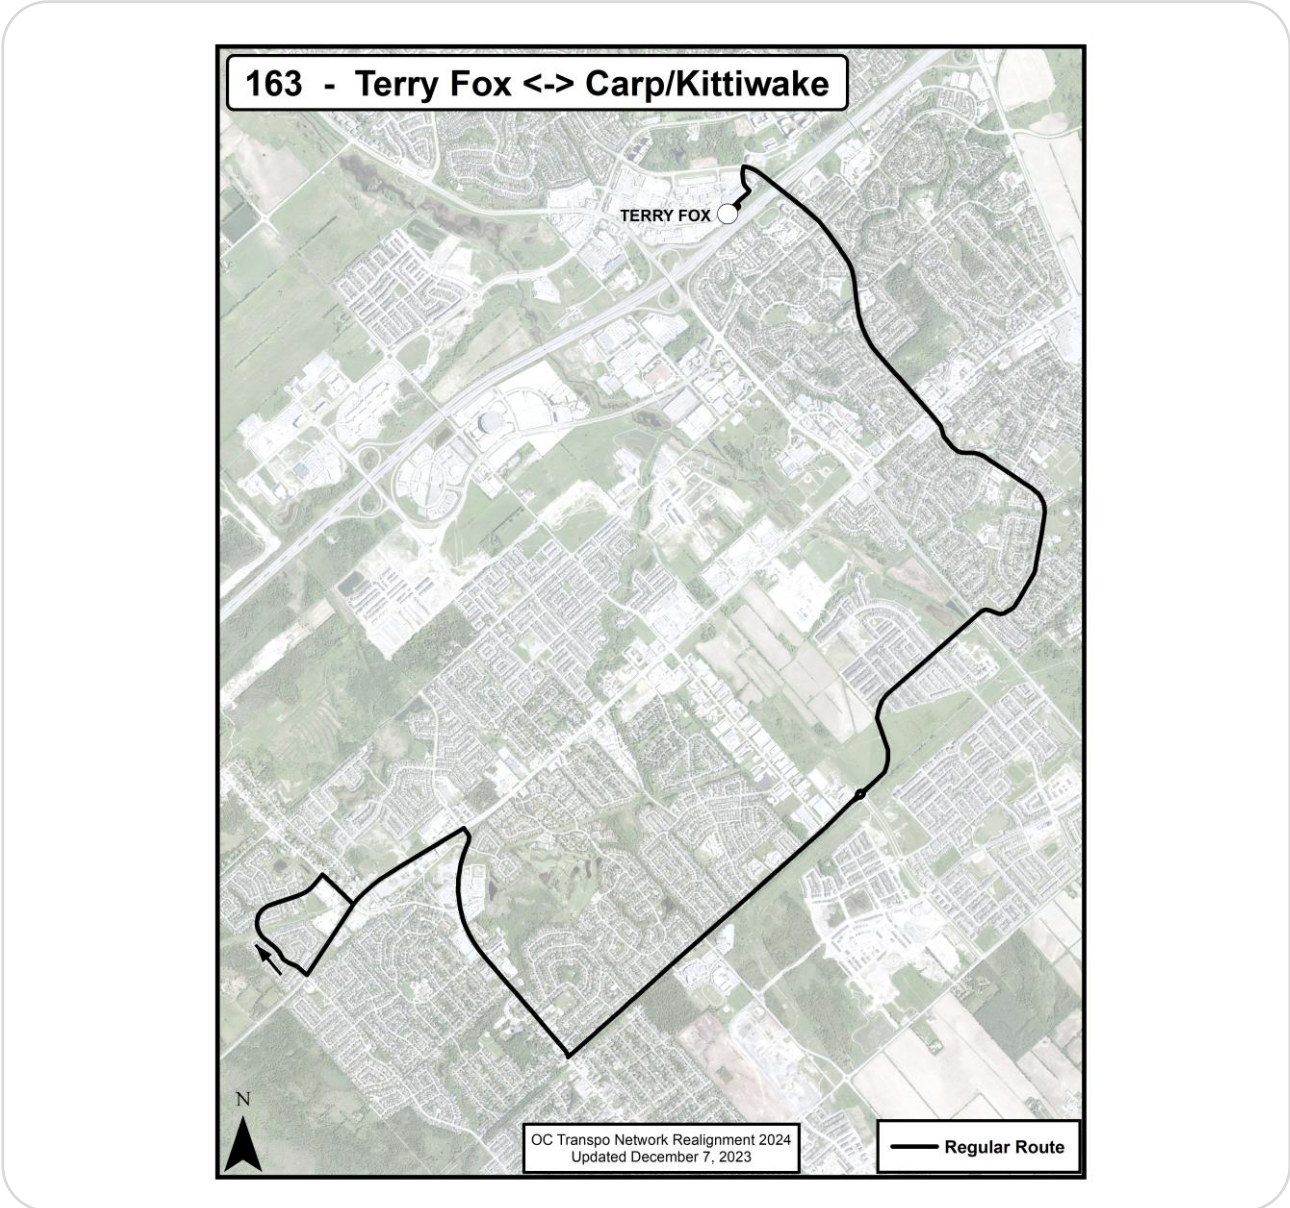 163 - Terry Fox <-> Carp/Kittiwake
TERRY FOX
N
OC Transpo Network Realignment 2024
Updated December 7, 2023
Regular Route